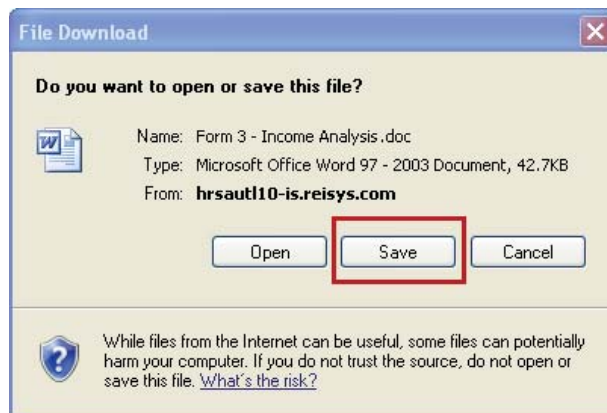 File Download
Do you want to open or save this file?
Name: Form 3 - Income Analysis.doc
Type: Microsoft Office Word 97 - 2003 Document, 42.7KB
From: hrsautl10-is.reisys.com
Open Save Cancel
While files from the Internet can be useful, some files can potentially
harm your computer. If you do not trust the source, do not open or
save this file. What's the risk?